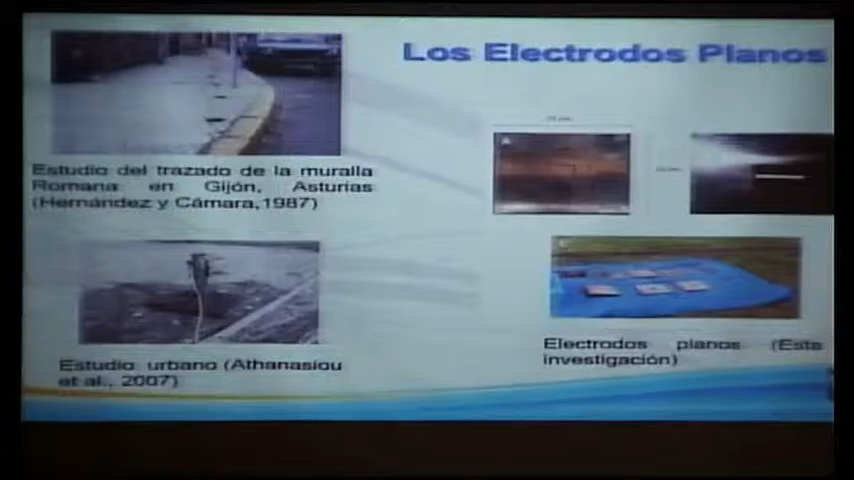 Los Electrodos Planos
Estudio del trazado de la muralla
Romana en Gijón, Asturias
(Hernández y Cámara,1987)
A
C
Estudio urbano (Athanasiou
et al., 2007)
Electrodos planos (Esta
investigación)